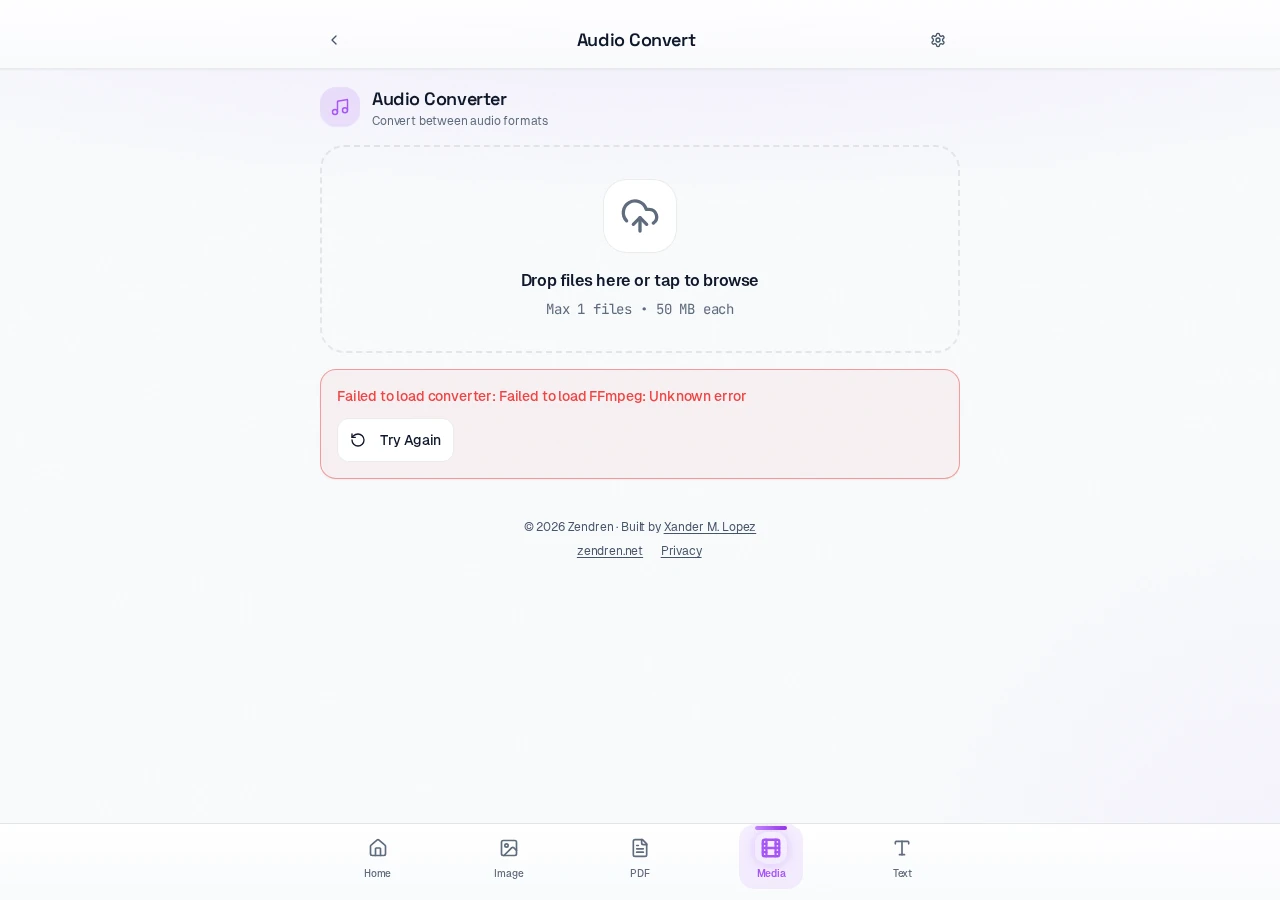 Audio Convert
Audio Converter
Convert between audio formats
Drop files here or tap to browse
Max 1 files • 50 MB each
Failed to load converter: Failed to load FFmpeg: Unknown error
Try Again
© 2026 Zendren · Built by Xander M. Lopez
zendren.net Privacy
Home Image PDF Media Text